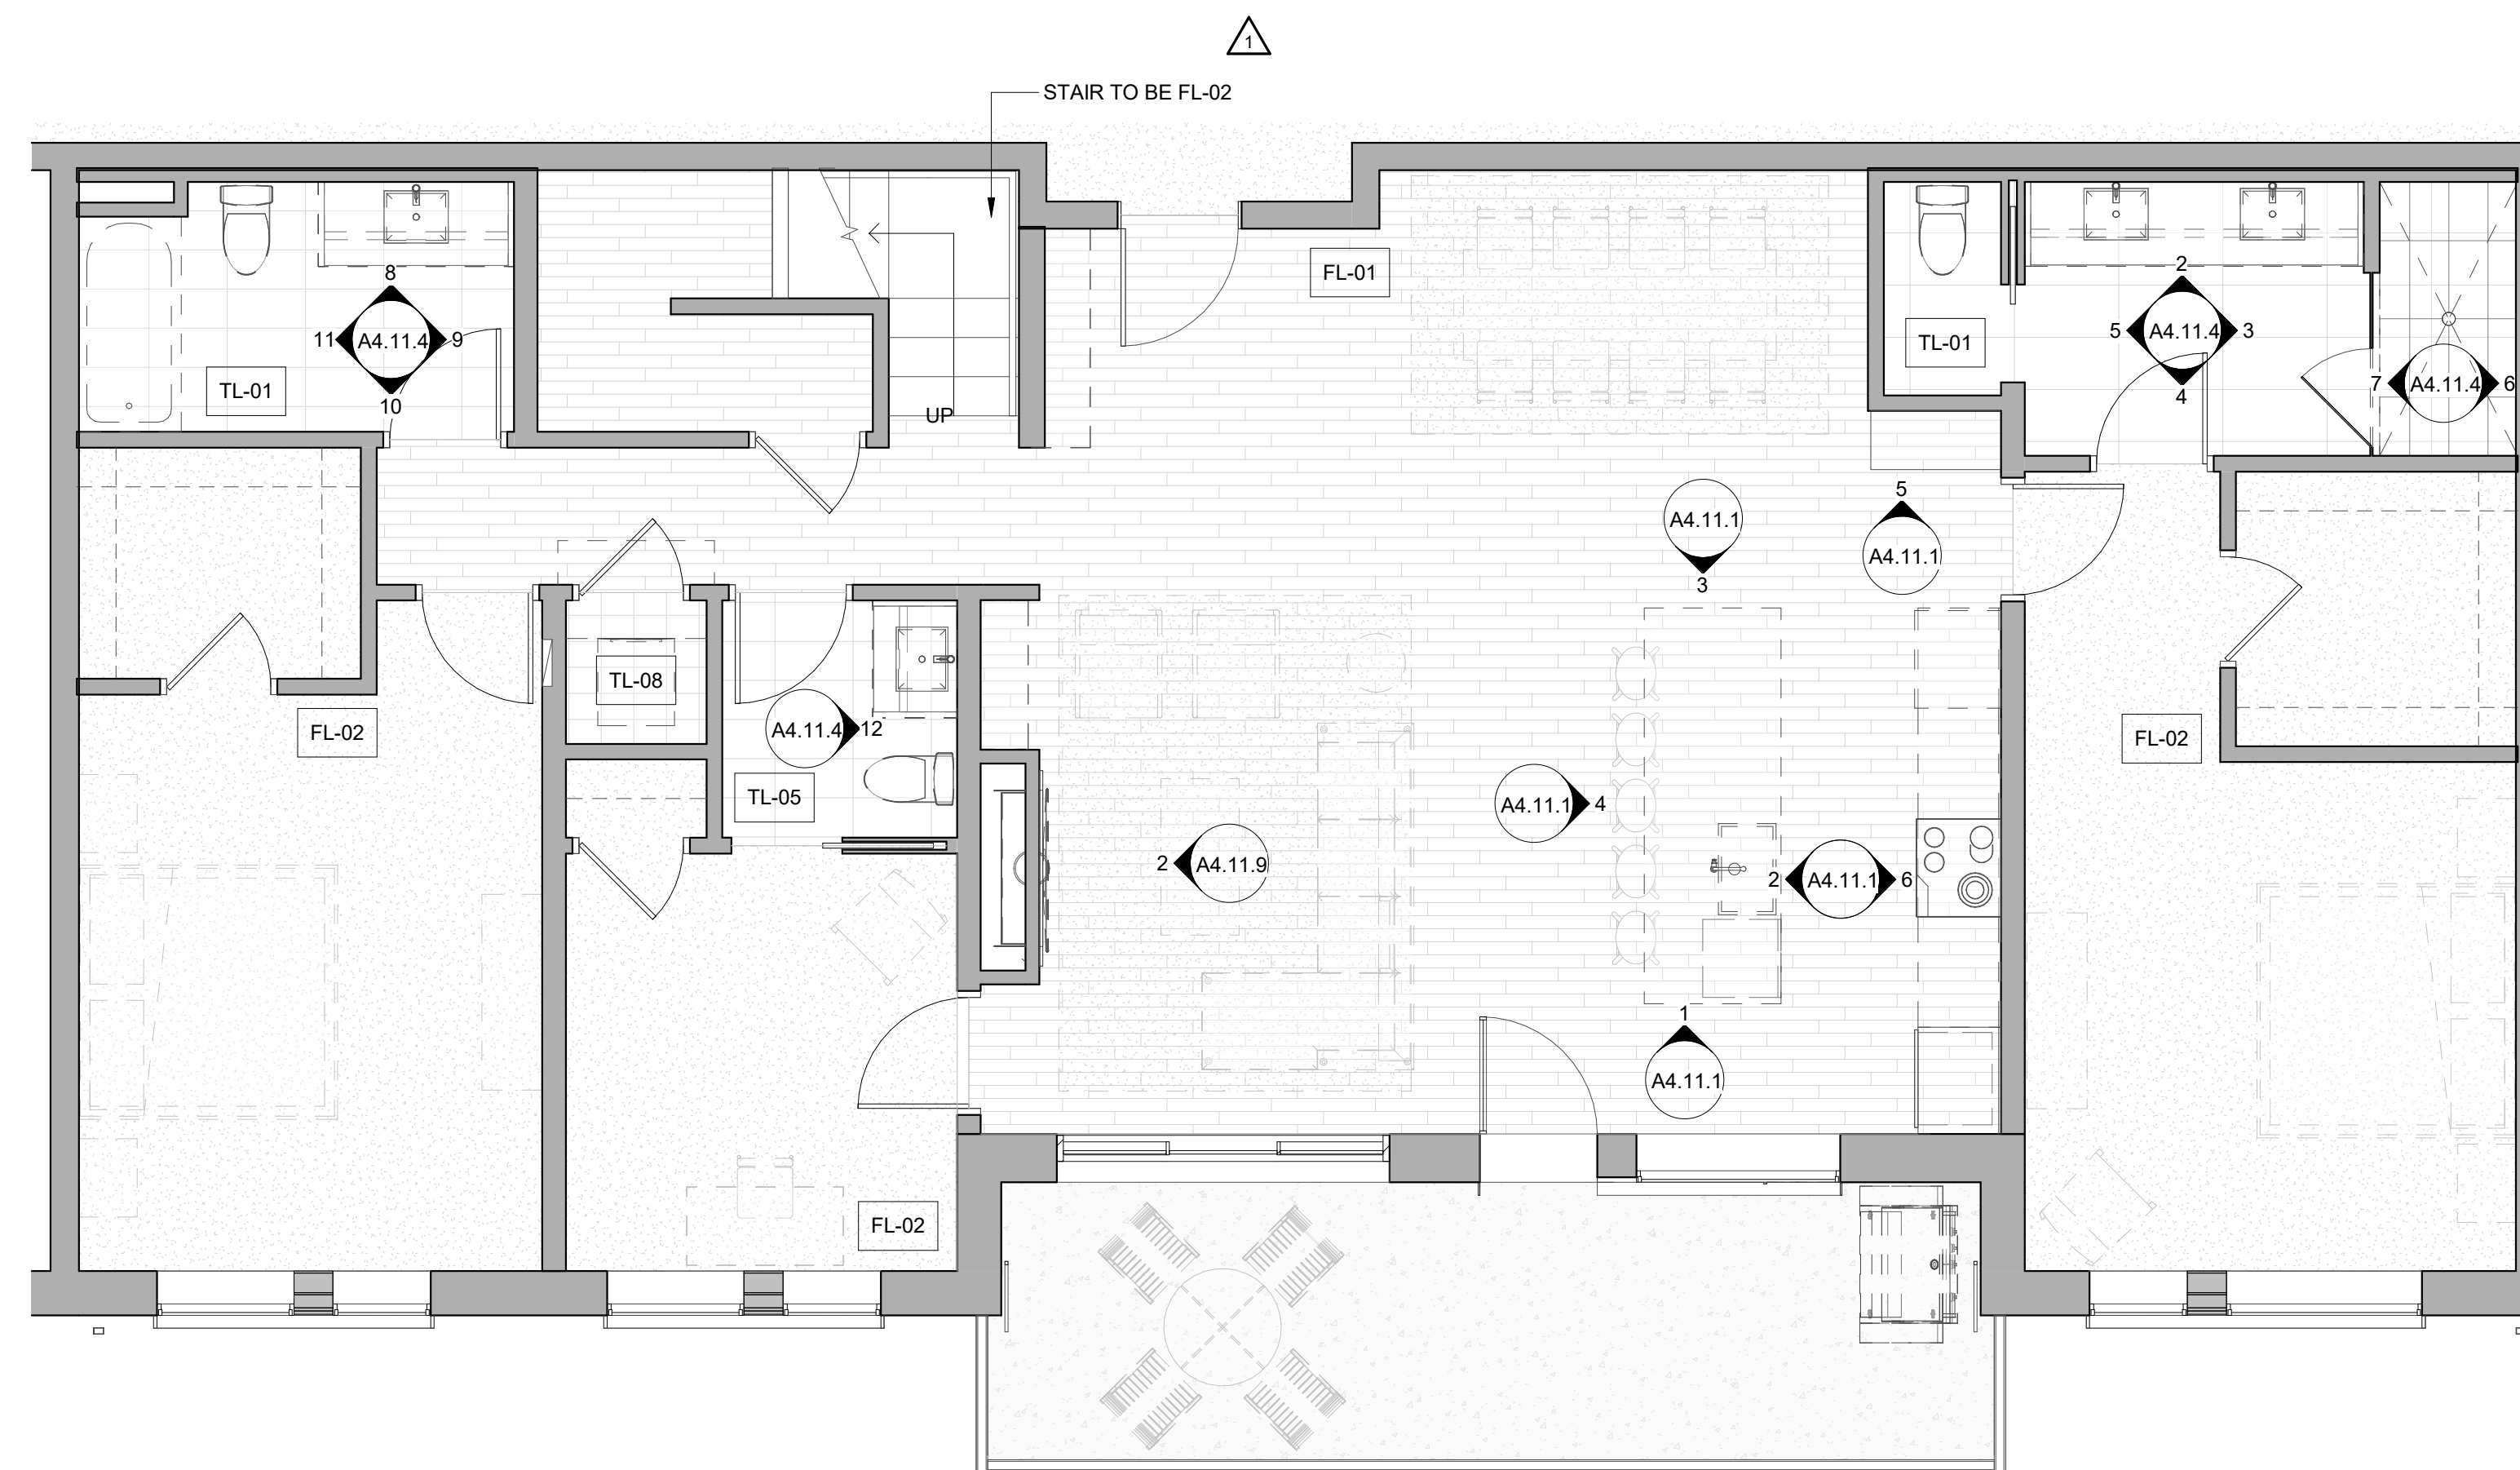 1
STAIR TO BE FL-02
FL-01
8
11 A4.11.4 9
10
TL-01
UP
TL-01
2
5 A4.11.4 3
4
7 A4.11.4 6
A4.11.1
3
5
A4.11.1
TL-08
FL-02
A4.11.4 12
TL-05
FL-02
A4.11.1 4
2 A4.11.9
2 A4.11.1 6
1
A4.11.1
FL-02